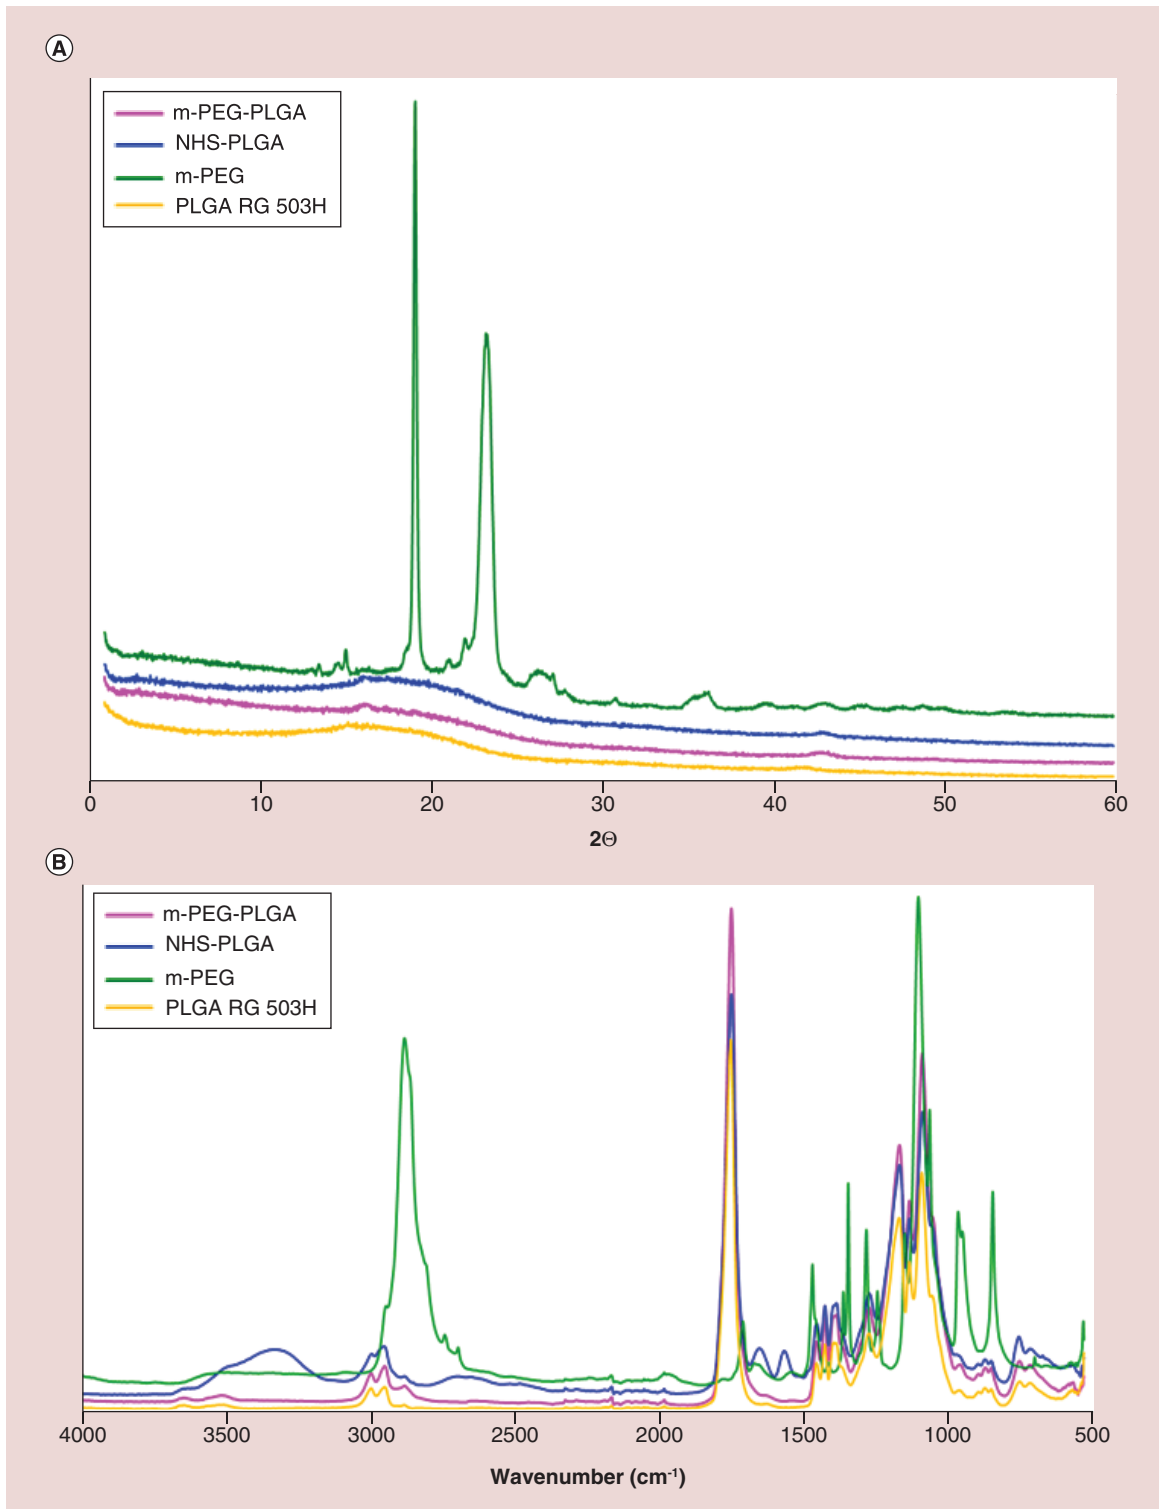 A
m-PEG-PLGA
NHS-PLGA
m-PEG
PLGA RG 503H
0 10 20 30 40 50 60
2Θ
B
m-PEG-PLGA
NHS-PLGA
m-PEG
PLGA RG 503H
4000 3500 3000 2500 2000 1500 1000 500
Wavenumber (cm⁻¹)